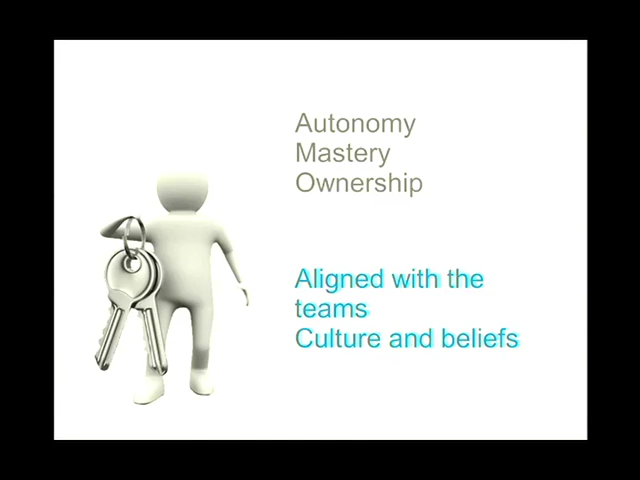 Autonomy
Mastery
Ownership
Aligned with the
teams
Culture and beliefs